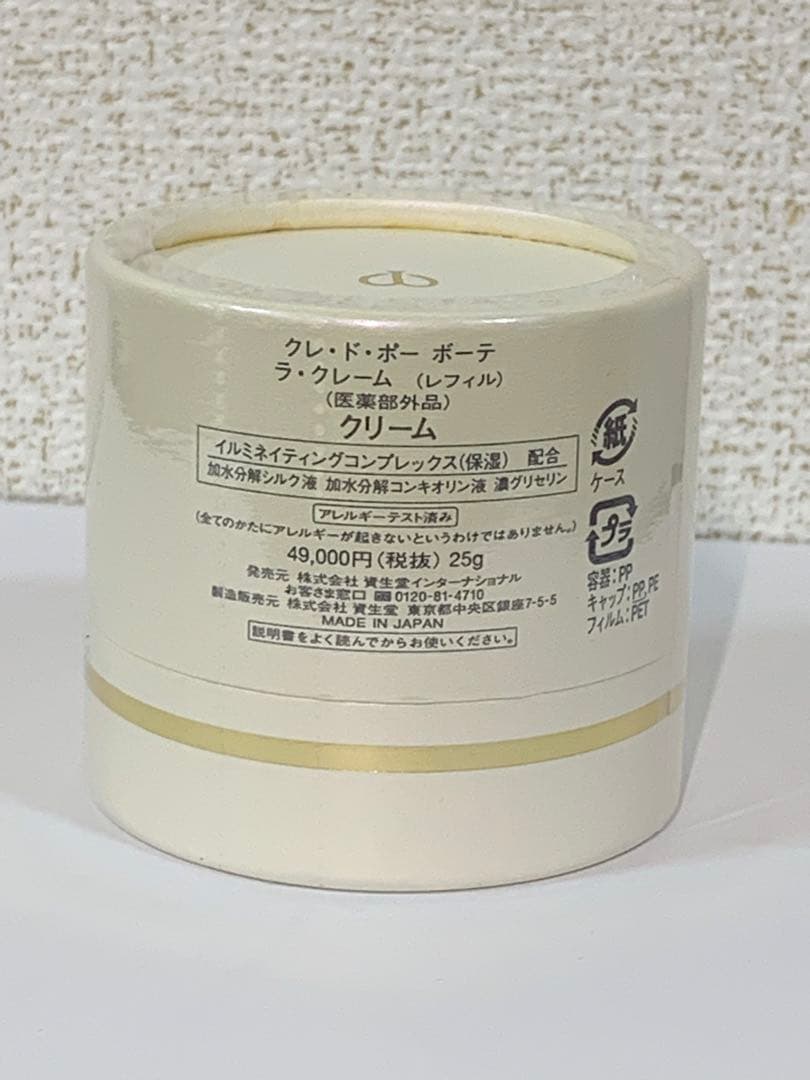 クレ・ド・ポー ボーテ
ラ・クレーム (レフィル)
(医薬部外品)
クリーム
イルミネイティングコンプレックス(保湿) 配合
加水分解シルク液 加水分解コンキオリン液 濃グリセリン
アレルギーテスト済み
(全てのかたにアレルギーが起きないというわけではありません。)
49,000円(税抜) 25g
発売元 株式会社 資生堂インターナショナル
お客さま窓口 0120-81-4710
製造販売元 株式会社 資生堂 東京都中央区銀座7-5-5
MADE IN JAPAN
説明書をよく読んでからお使いください。
紙
ケース
プラ
容器:PP
キャップ:PP,PE
フィルム:PET